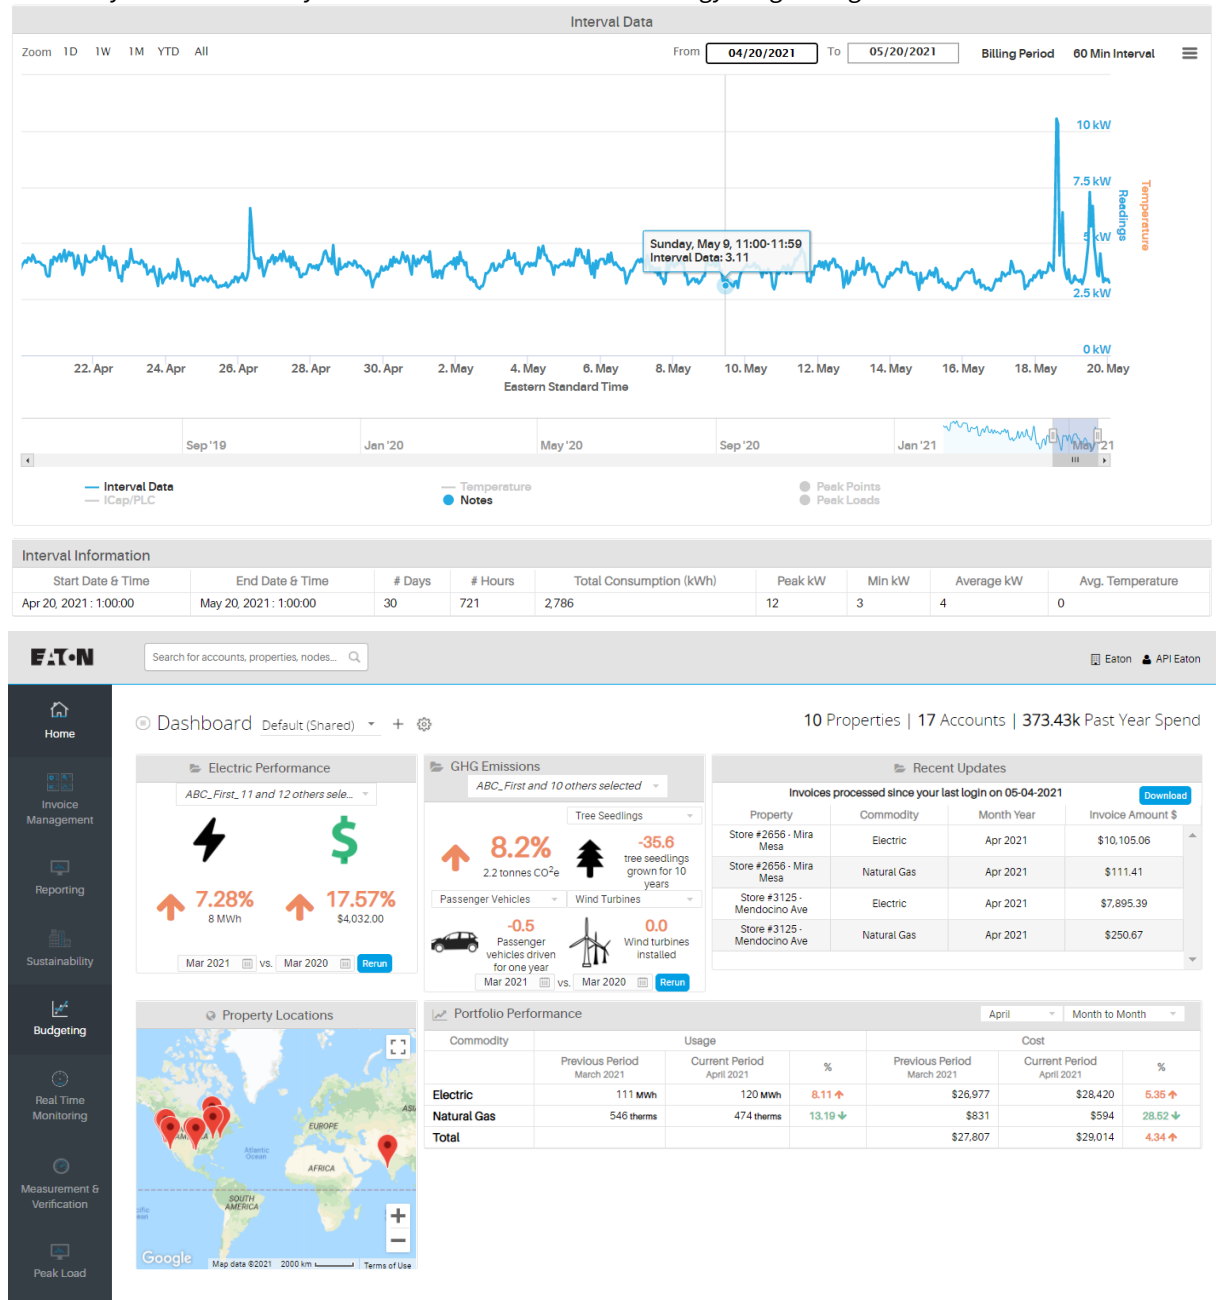 Interval Data
Zoom 1D 1W 1M YTD All
From 04/20/2021 To 05/20/2021 Billing Period 60 Min Interval
10 kW
7.5 kW
5 kW
2.5 kW
0 kW
Readings
Temperature
Sunday, May 9, 11:00-11:59
Interval Data: 3.11
22. Apr 24. Apr 26. Apr 28. Apr 30. Apr 2. May 4. May 6. May 8. May 10. May 12. May 14. May 16. May 18. May 20. May
Eastern Standard Time
Sep '19 Jan '20 May '20 Sep '20 Jan '21 May '21
Interval Data Temperature Peak Points
ICap/PLC Notes Peak Loads
Interval Information
Start Date & Time End Date & Time # Days # Hours Total Consumption (kWh) Peak kW Min kW Average kW Avg. Temperature
Apr 20, 2021 : 1:00:00 May 20, 2021 : 1:00:00 30 721 2,786 12 3 4 0
EATON
Search for accounts, properties, nodes...
Eaton API Eaton
Home
Invoice
Management
Reporting
Sustainability
Budgeting
Real Time
Monitoring
Measurement &
Verification
Peak Load
Dashboard Default (Shared)
10 Properties | 17 Accounts | 373.43k Past Year Spend
Electric Performance
ABC_First_11 and 12 others sele...
7.28%
8 MWh
17.57%
$4,032.00
Mar 2021 vs. Mar 2020 Rerun
GHG Emissions
ABC_First and 10 others selected
Tree Seedlings
8.2%
2.2 tonnes CO2e
-35.6
tree seedlings
grown for 10
years
Passenger Vehicles Wind Turbines
-0.5
Passenger
vehicles driven
for one year
0.0
Wind turbines
installed
Mar 2021 vs. Mar 2020 Rerun
Recent Updates
Invoices processed since your last login on 05-04-2021
Download
Property Commodity Month Year Invoice Amount $
Store #2656 - Mira
Mesa Electric Apr 2021 $10,105.06
Store #2656 - Mira
Mesa Natural Gas Apr 2021 $111.41
Store #3125 -
Mendocino Ave Electric Apr 2021 $7,895.39
Store #3125 -
Mendocino Ave Natural Gas Apr 2021 $250.67
Property Locations
EUROPE
Atlantic
Ocean
AFRICA
SOUTH
AMERICA
Google
Map data ©2021 2000 km Terms of Use
Portfolio Performance
April Month to Month
Commodity Usage Cost
Previous Period Current Period % Previous Period Current Period %
March 2021 April 2021 March 2021 April 2021
Electric 111 MWh 120 MWh 8.11 $26,977 $28,420 5.35
Natural Gas 546 therms 474 therms 13.19 $831 $594 28.52
Total $27,807 $29,014 4.34